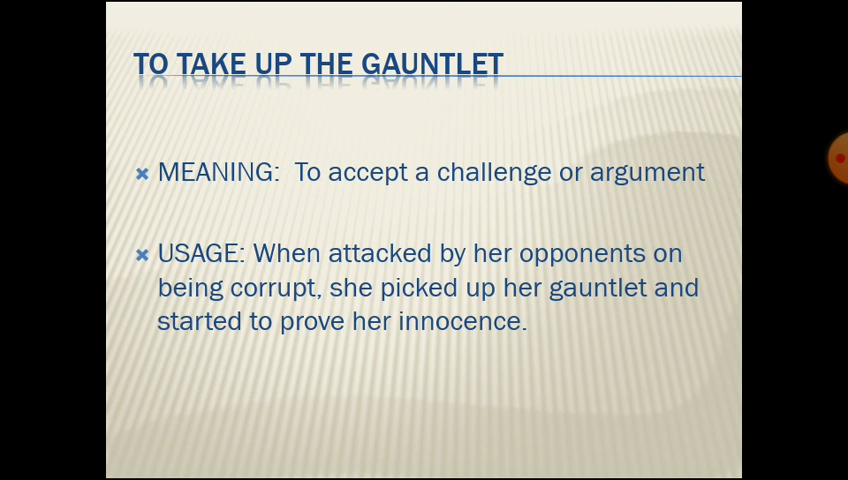 TO TAKE UP THE GAUNTLET
MEANING: To accept a challenge or argument
USAGE: When attacked by her opponents on
being corrupt, she picked up her gauntlet and
started to prove her innocence.